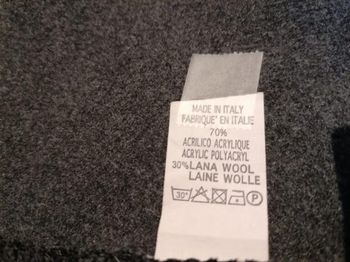 MADE IN ITALY
FABRIQUE' EN ITALIE
70%
ACRILICO ACRYLIQUE
ACRYLIC POLYACRYL
30% LANA WOOL
LAINE WOLLE
30° P